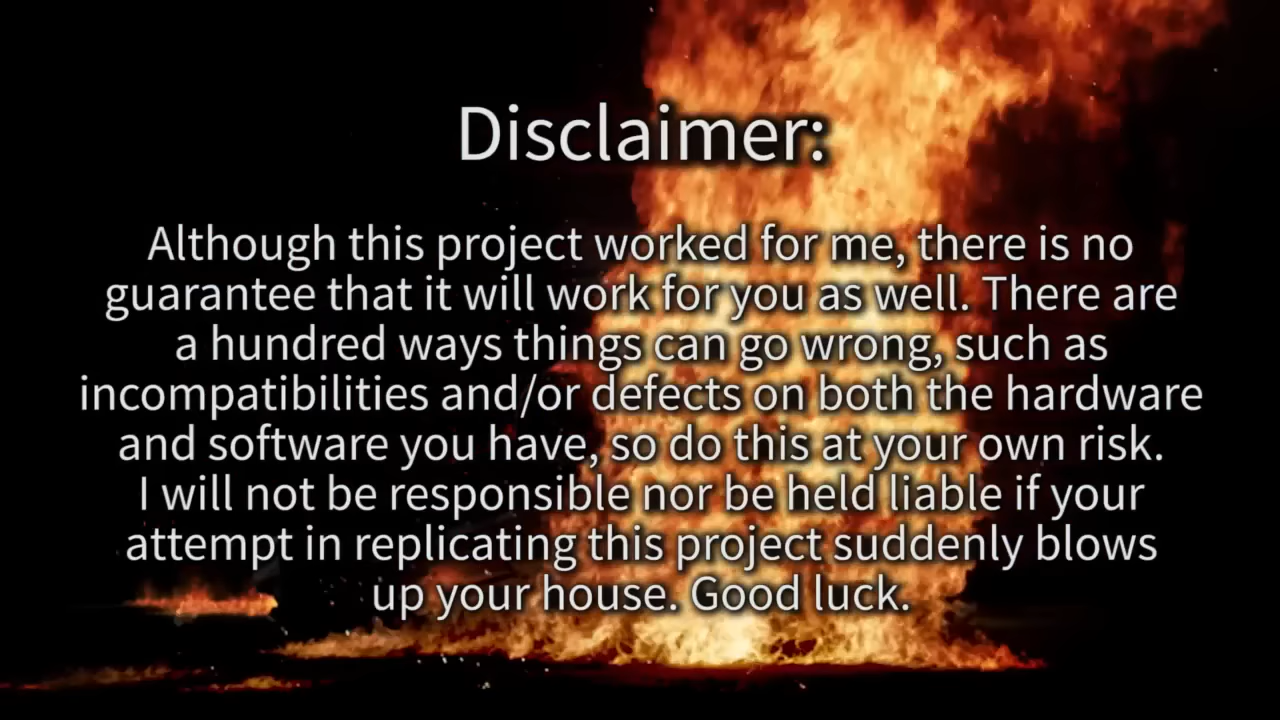 Disclaimer:
Although this project worked for me, there is no
guarantee that it will work for you as well. There are
a hundred ways things can go wrong, such as
incompatibilities and/or defects on both the hardware
and software you have, so do this at your own risk.
I will not be responsible nor be held liable if your
attempt in replicating this project suddenly blows
up your house. Good luck.